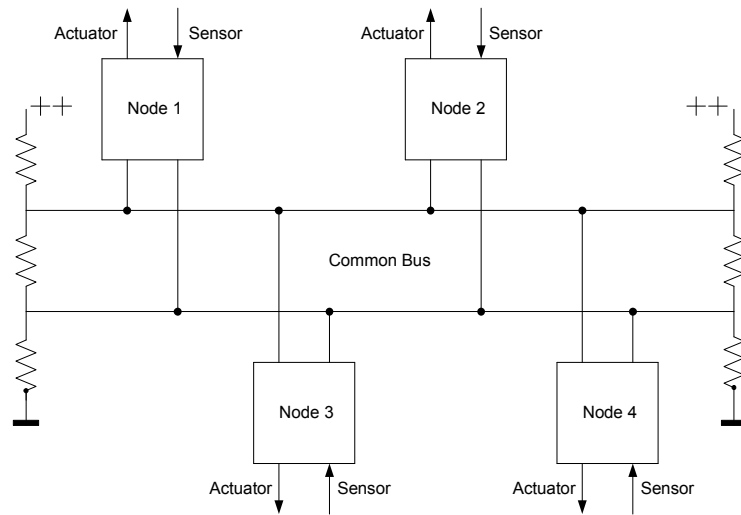 Actuator Sensor Actuator Sensor
Node 1 Node 2
++ ++
Common Bus
Node 3 Node 4
Actuator Sensor Actuator Sensor